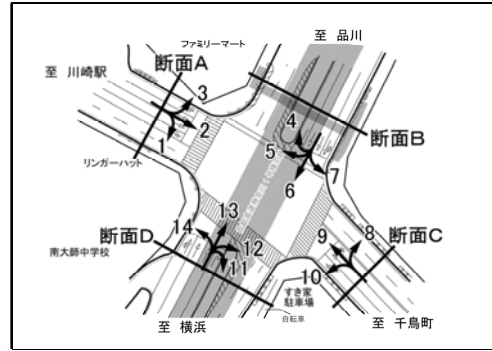 ファミリーマート
至 品川
断面A
至 川崎駅
3
2
1
リンガーハット
4
断面B
5
6
7
13
14
12
11
9
8
10
断面C
断面D
南大師中学校
すき家
駐車場
自転車
至 横浜
至 千鳥町